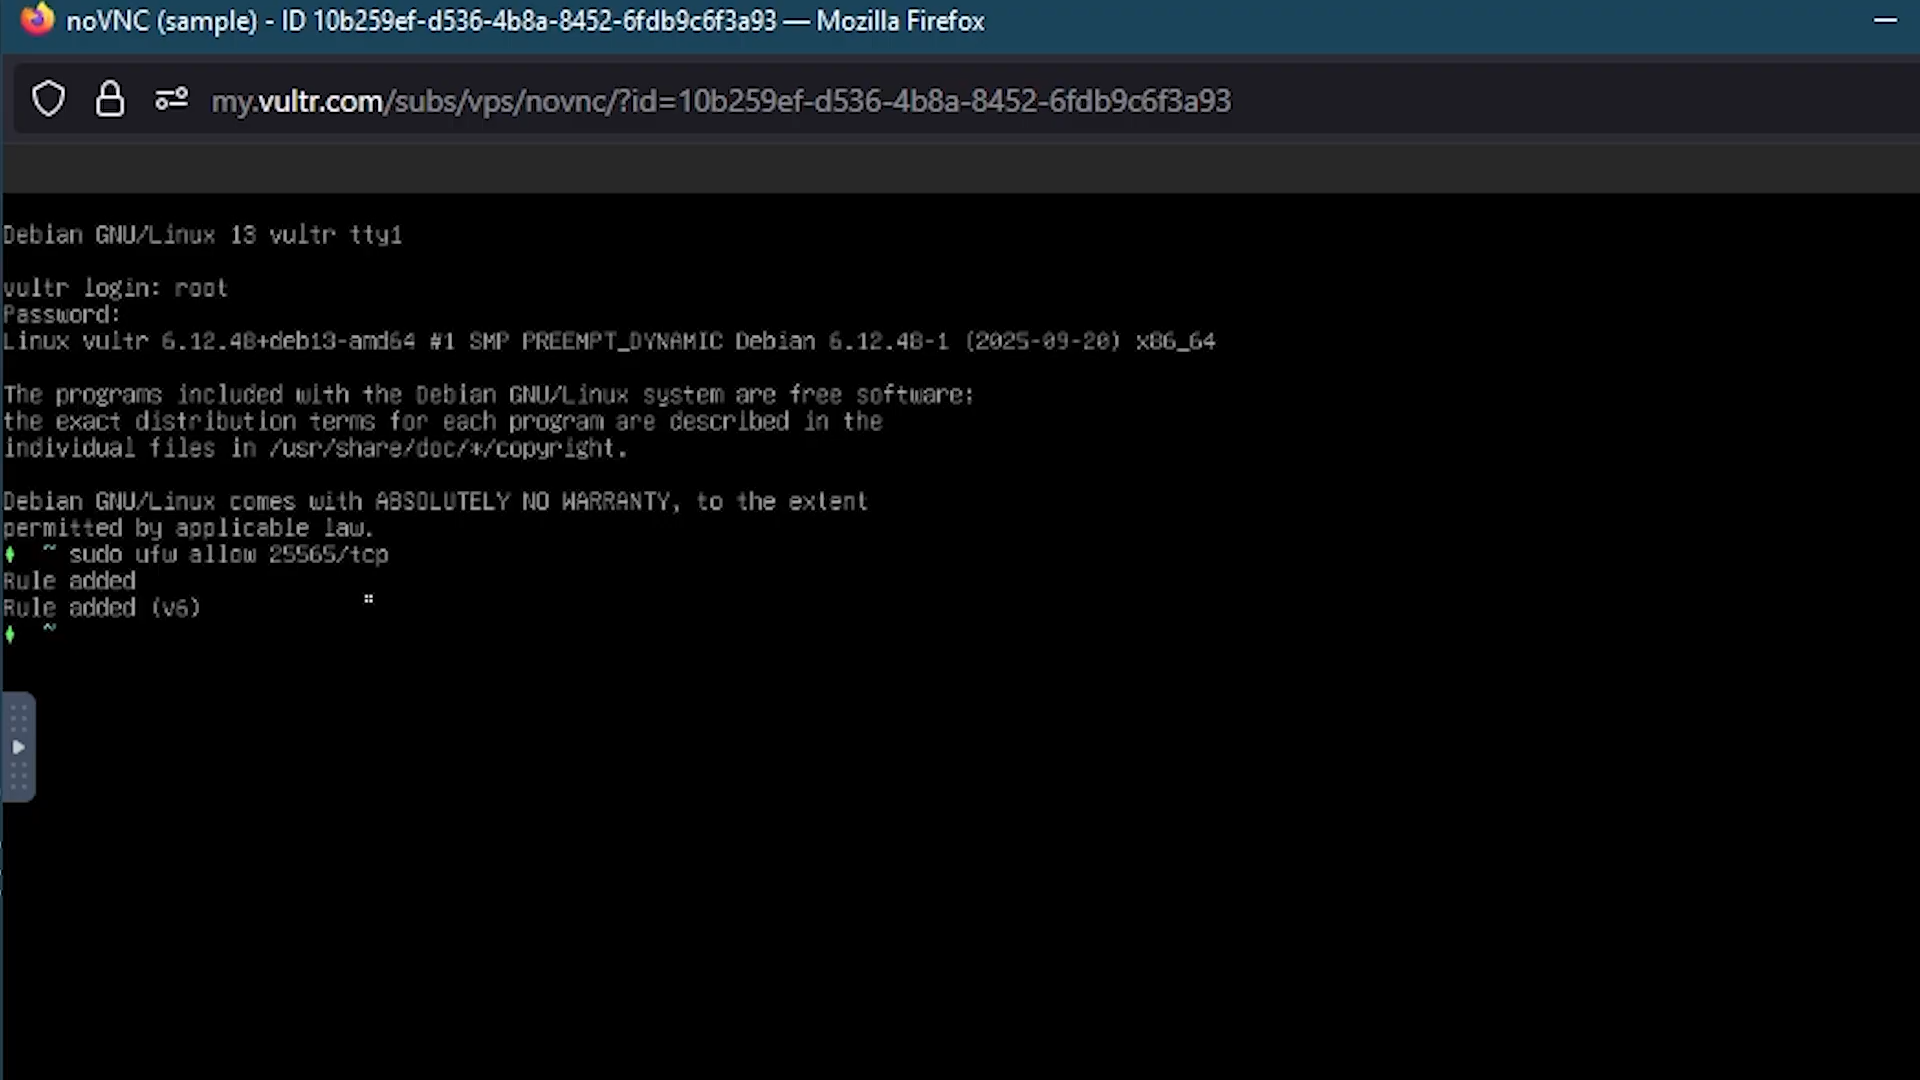 noVNC (sample) - ID 10b259ef-d536-4b8a-8452-6fdb9c6f3a93 — Mozilla Firefox
my.vultr.com/subs/vps/novnc/?id=10b259ef-d536-4b8a-8452-6fdb9c6f3a93
Debian GNU/Linux 13 vultr tty1
vultr login: root
Password:
Linux vultr 6.12.48+deb13-amd64 #1 SMP PREEMPT_DYNAMIC Debian 6.12.48-1 (2025-09-20) x86_64
The programs included with the Debian GNU/Linux system are free software;
the exact distribution terms for each program are described in the
individual files in /usr/share/doc/*/copyright.
Debian GNU/Linux comes with ABSOLUTELY NO WARRANTY, to the extent
permitted by applicable law.
♦ ~ sudo ufw allow 25565/tcp
Rule added
Rule added (v6)
♦ ~